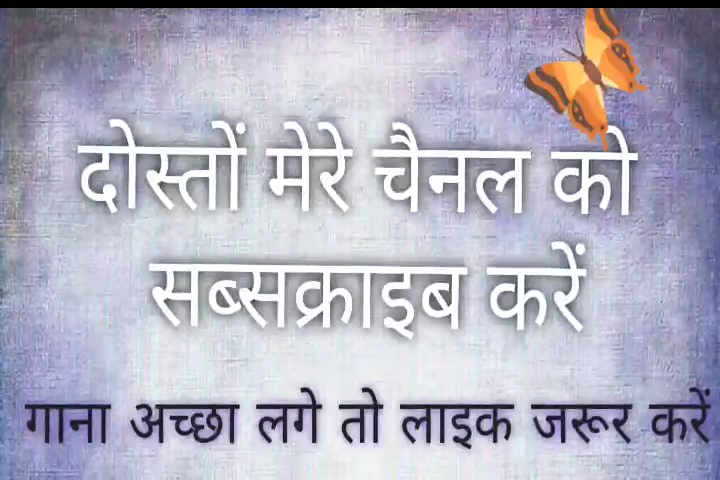 दोस्तों मेरे चैनल को
सब्सक्राइब करें
गाना अच्छा लगे तो लाइक जरूर करें